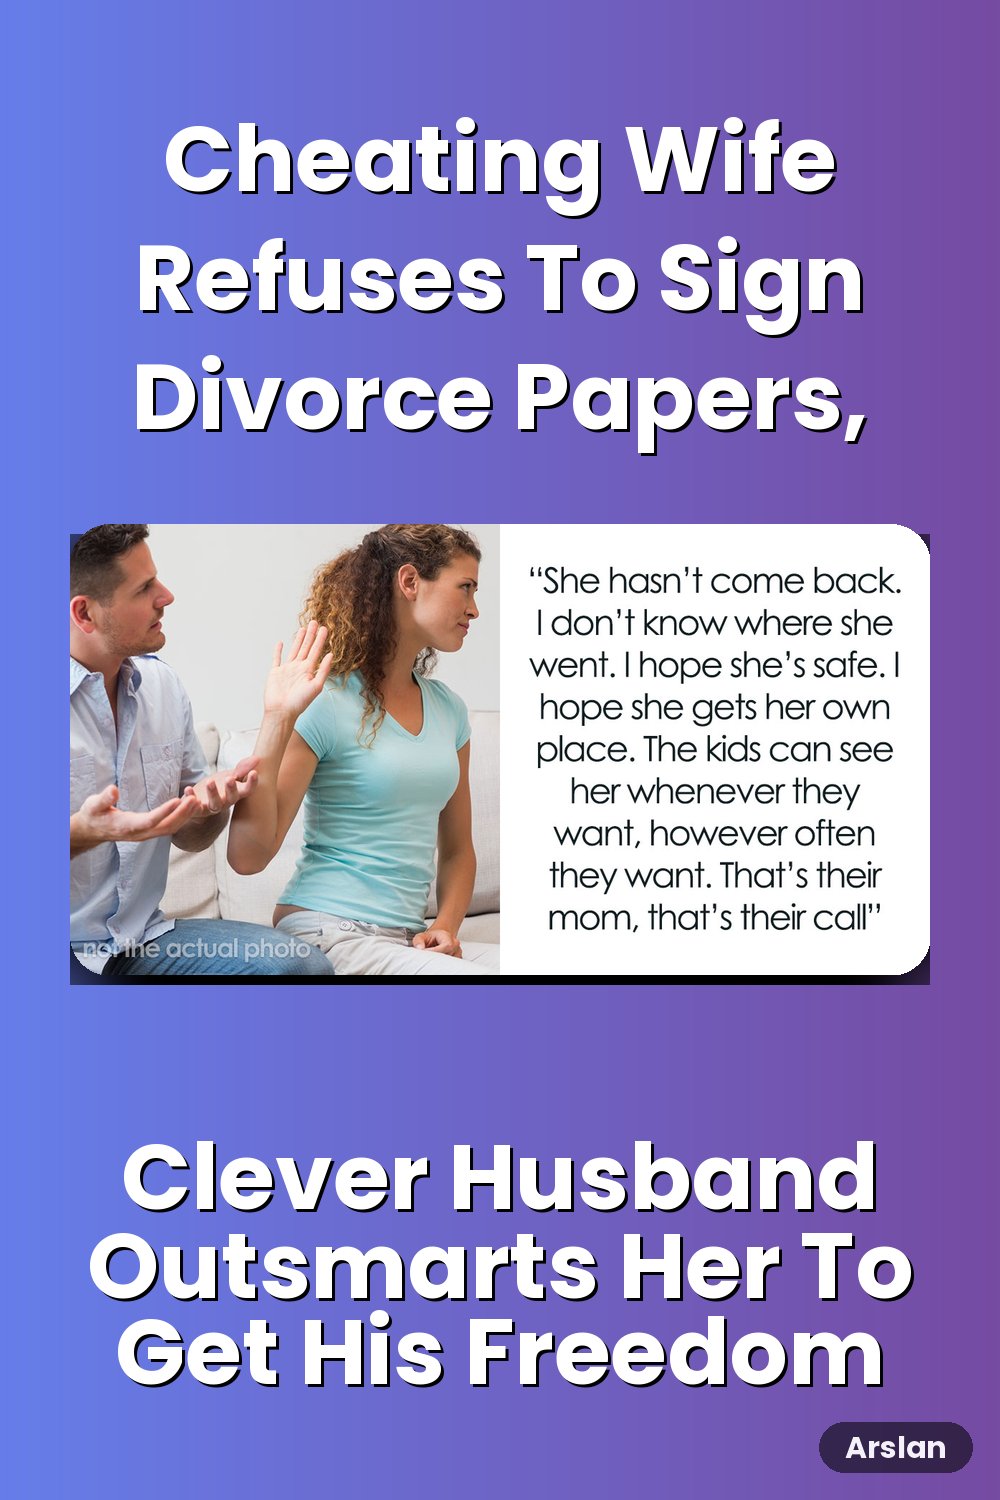 Cheating Wife
Refuses To Sign
Divorce Papers,
“She hasn’t come back.
I don’t know where she
went. I hope she’s safe. I
hope she gets her own
place. The kids can see
her whenever they
want, however often
they want. That’s their
mom, that’s their call”
not the actual photo
Clever Husband
Outsmarts Her To
Get His Freedom
Arslan